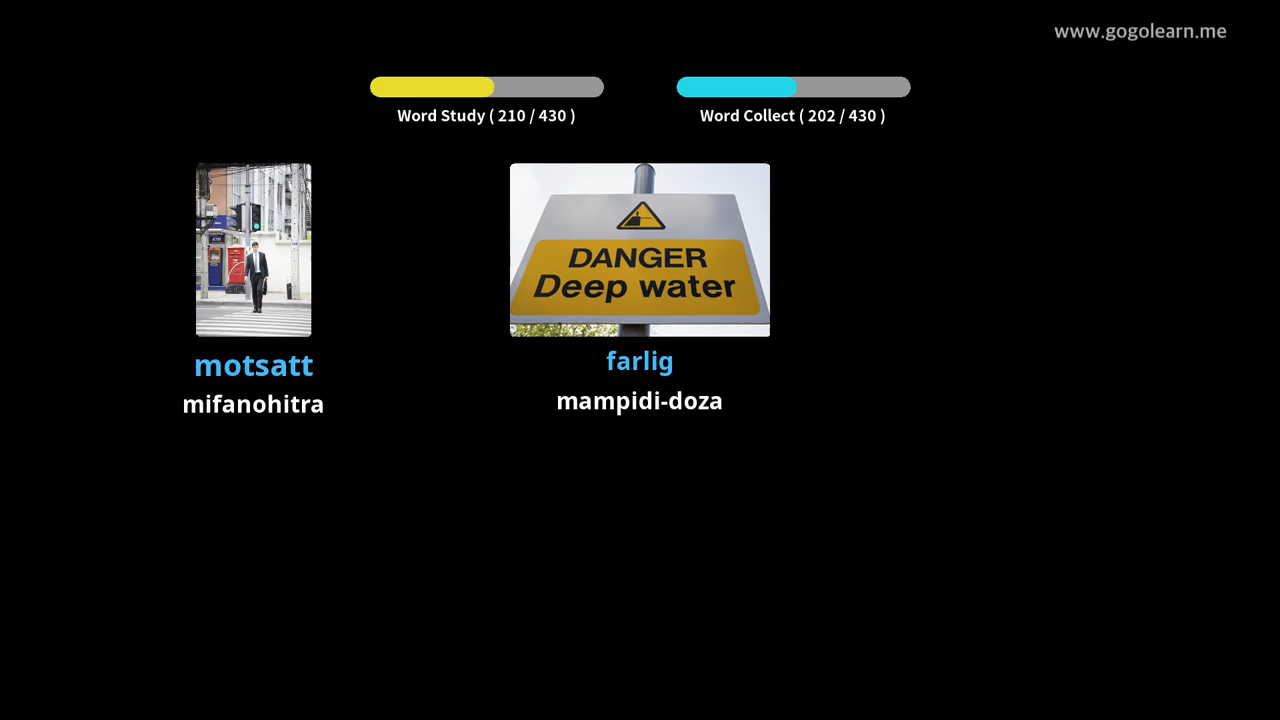 www.gogolearn.me
Word Study ( 210 / 430 )
Word Collect ( 202 / 430 )
DANGER
Deep water
motsatt
farlig
mifanohitra
mampidi-doza